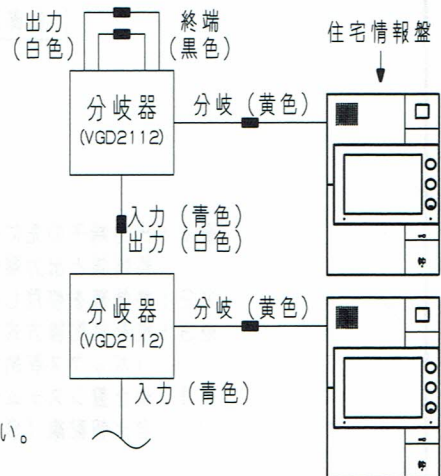 出力 終端
(白色) (黒色)
住宅情報盤
分岐器
(VGD2112)
分岐 (黄色)
入力 (青色)
出力 (白色)
分岐器
(VGD2112)
分岐 (黄色)
入力 (青色)
い。